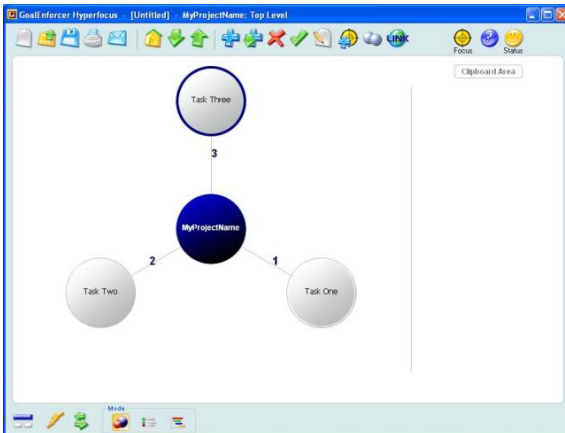 GoalEnforcer Hyperfocus - [Untitled] - MyProjectName: Top Level
LINK
Focus
Status
Clipboard Area
Task Three
3
MyProjectName
2
1
Task Two
Task One
Mode